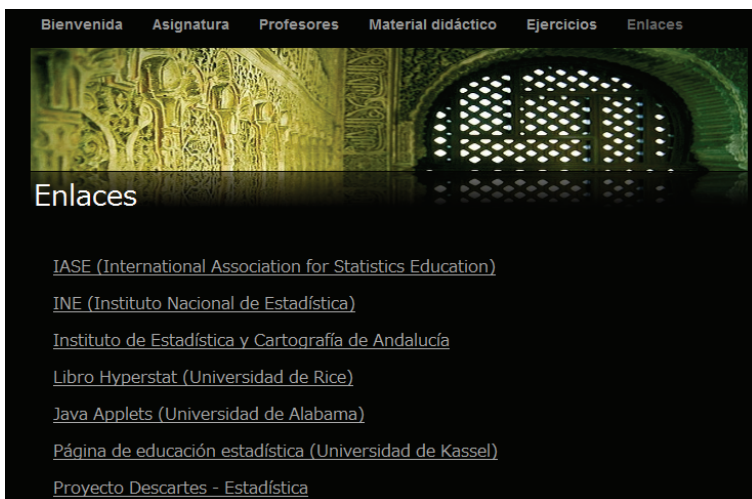 Bienvenida Asignatura Profesores Material didáctico Ejercicios Enlaces
Enlaces
IASE (International Association for Statistics Education)
INE (Instituto Nacional de Estadística)
Instituto de Estadística y Cartografía de Andalucía
Libro Hyperstat (Universidad de Rice)
Java Applets (Universidad de Alabama)
Página de educación estadística (Universidad de Kassel)
Proyecto Descartes - Estadística